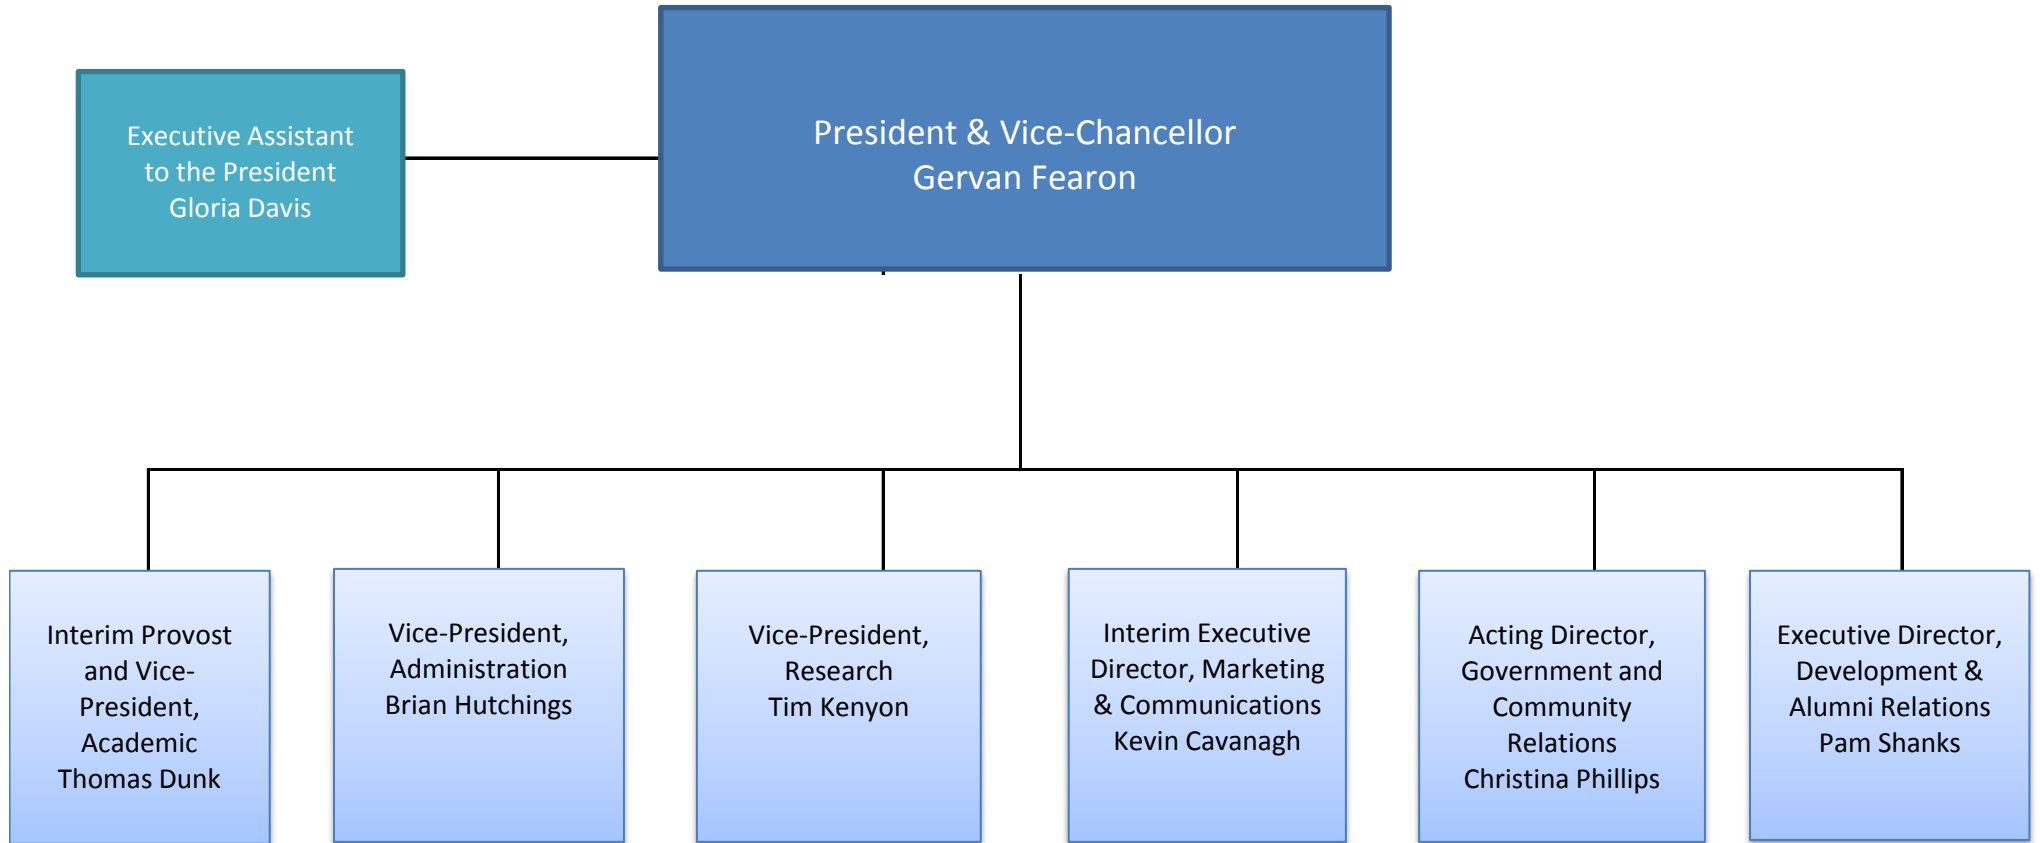 Executive Assistant
to the President
Gloria Davis
President & Vice-Chancellor
Gervan Fearon
Interim Provost
and Vice-
President,
Academic
Thomas Dunk
Vice-President,
Administration
Brian Hutchings
Vice-President,
Research
Tim Kenyon
Interim Executive
Director, Marketing
& Communications
Kevin Cavanagh
Acting Director,
Government and
Community
Relations
Christina Phillips
Executive Director,
Development &
Alumni Relations
Pam Shanks